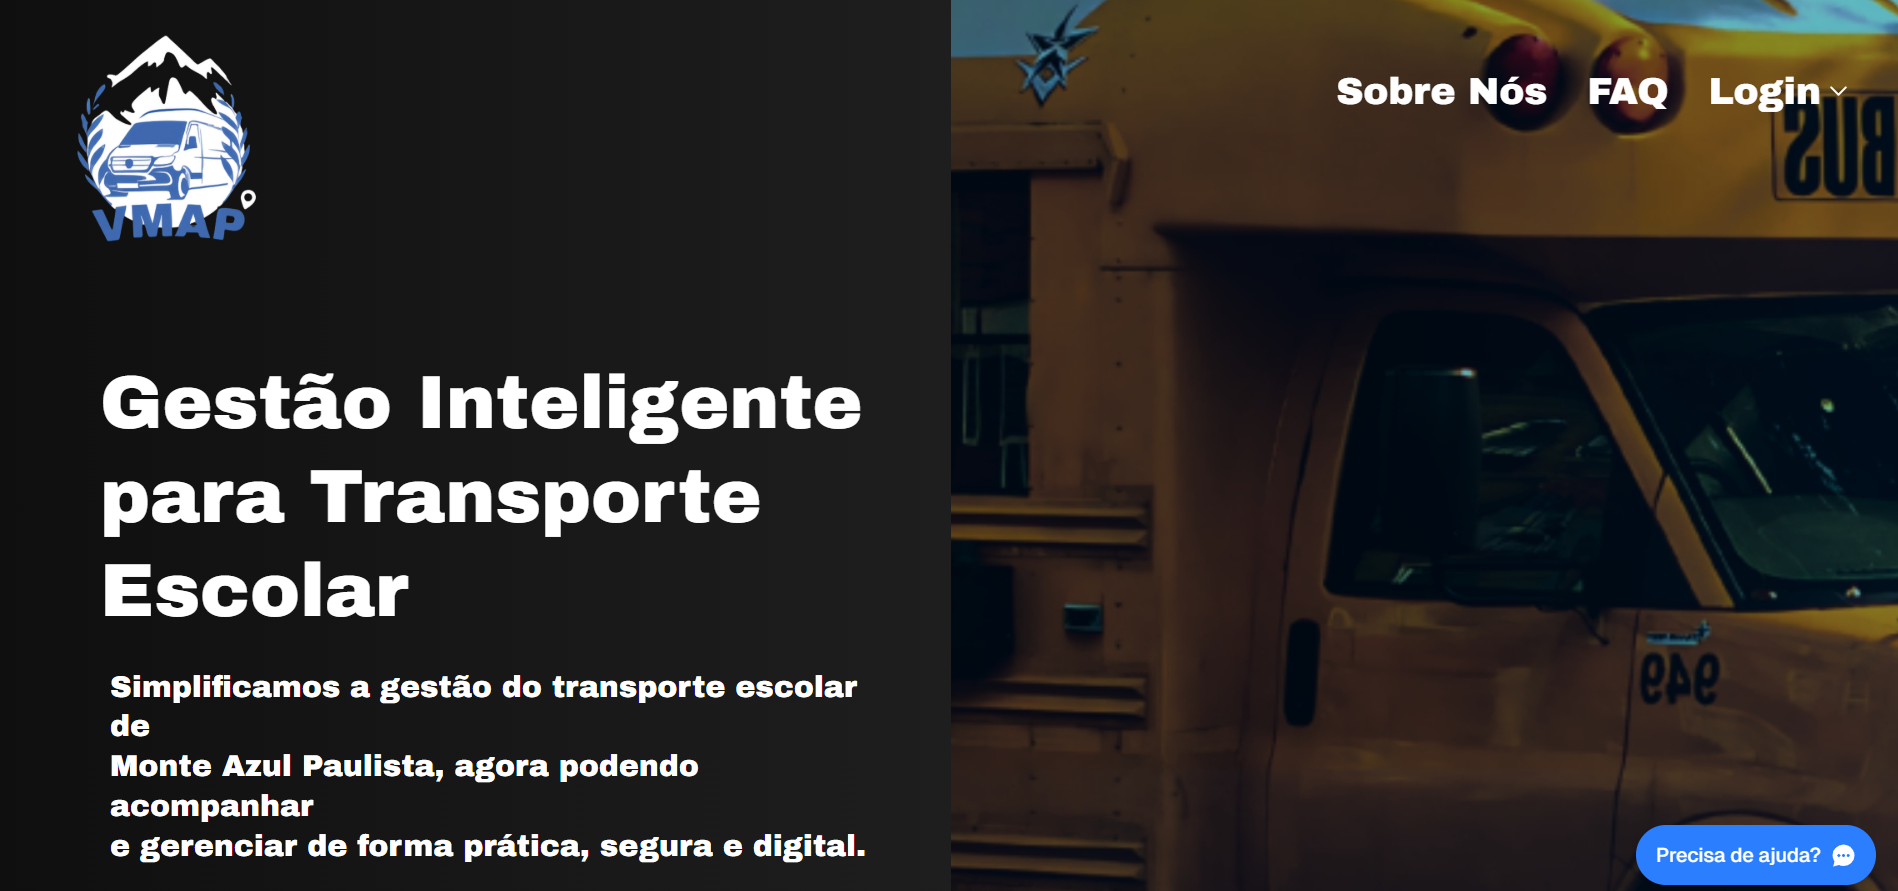 VMAP
Sobre Nós FAQ Login
BUS
Gestão Inteligente
para Transporte
Escolar
949
Simplificamos a gestão do transporte escolar
de
Monte Azul Paulista, agora podendo
acompanhar
e gerenciar de forma prática, segura e digital.
Precisa de ajuda?